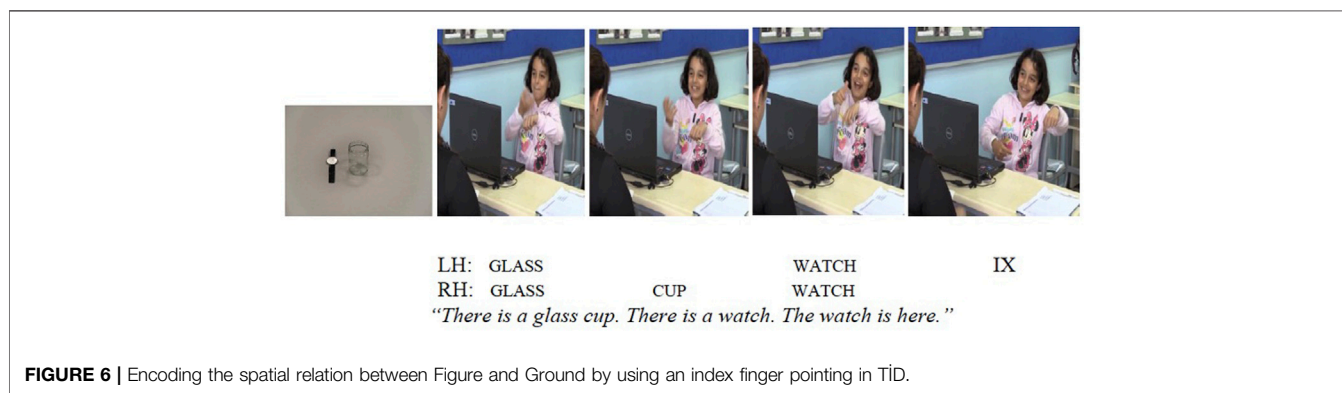 LH: GLASS WATCH IX
RH: GLASS CUP WATCH
“There is a glass cup. There is a watch. The watch is here.”
FIGURE 6 | Encoding the spatial relation between Figure and Ground by using an index finger pointing in TİD.